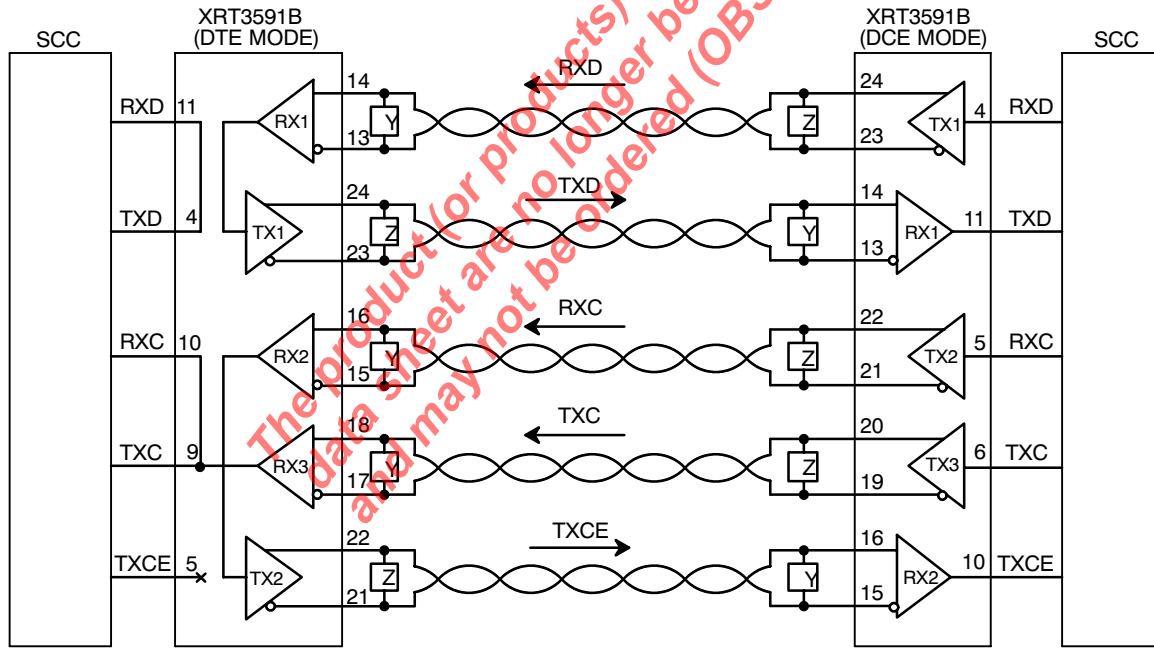 XRT3591B
(DTE MODE)
SCC
XRT3591B
(DCE MODE)
SCC
RXD 11
14
RX1
13
Y
RXD
Z
24
23
TX1
4 RXD
TXD 4
TX1
24
23
Z
TXD
Y
14
13
RX1
11 TXD
RXC 10
RX2
16
15
Y
RXC
Z
22
21
TX2
5 RXC
TXC 9
RX3
18
17
Y
TXC
Z
20
19
TX3
6 TXC
TXCE 5
TX2
22
21
Z
TXCE
Y
16
15
RX2
10 TXCE
The product (or products)
data sheet are no longer be
and may not be ordered (OBS